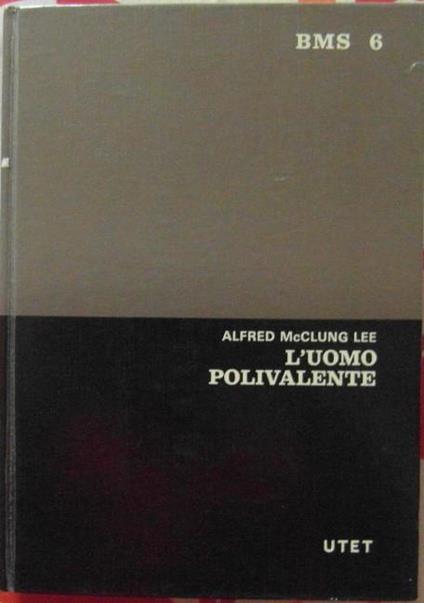 BMS 6
ALFRED McCLUNG LEE
L'UOMO
POLIVALENTE
UTET